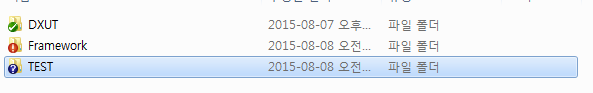 DXUT 2015-08-07 오후... 파일 폴더
Framework 2015-08-08 오전... 파일 폴더
TEST 2015-08-08 오전... 파일 폴더